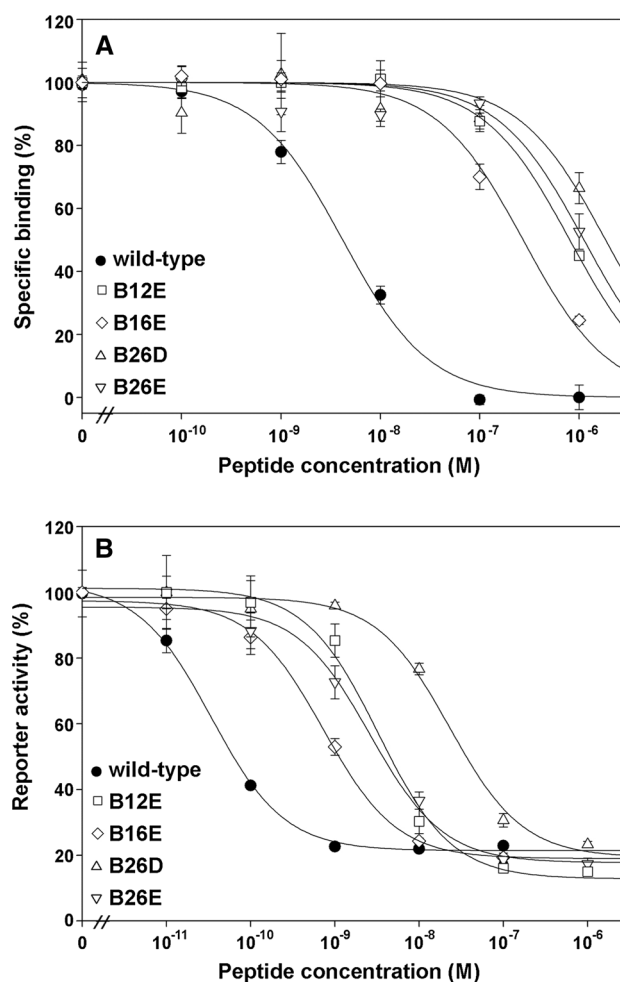 A
120
100
80
60
40
20
0
Specific binding (%)
wild-type
B12E
B16E
B26D
B26E
0 10⁻¹⁰ 10⁻⁹ 10⁻⁸ 10⁻⁷ 10⁻⁶
Peptide concentration (M)
B
120
100
80
60
40
20
0
Reporter activity (%)
wild-type
B12E
B16E
B26D
B26E
0 10⁻¹¹ 10⁻¹⁰ 10⁻⁹ 10⁻⁸ 10⁻⁷ 10⁻⁶
Peptide concentration (M)